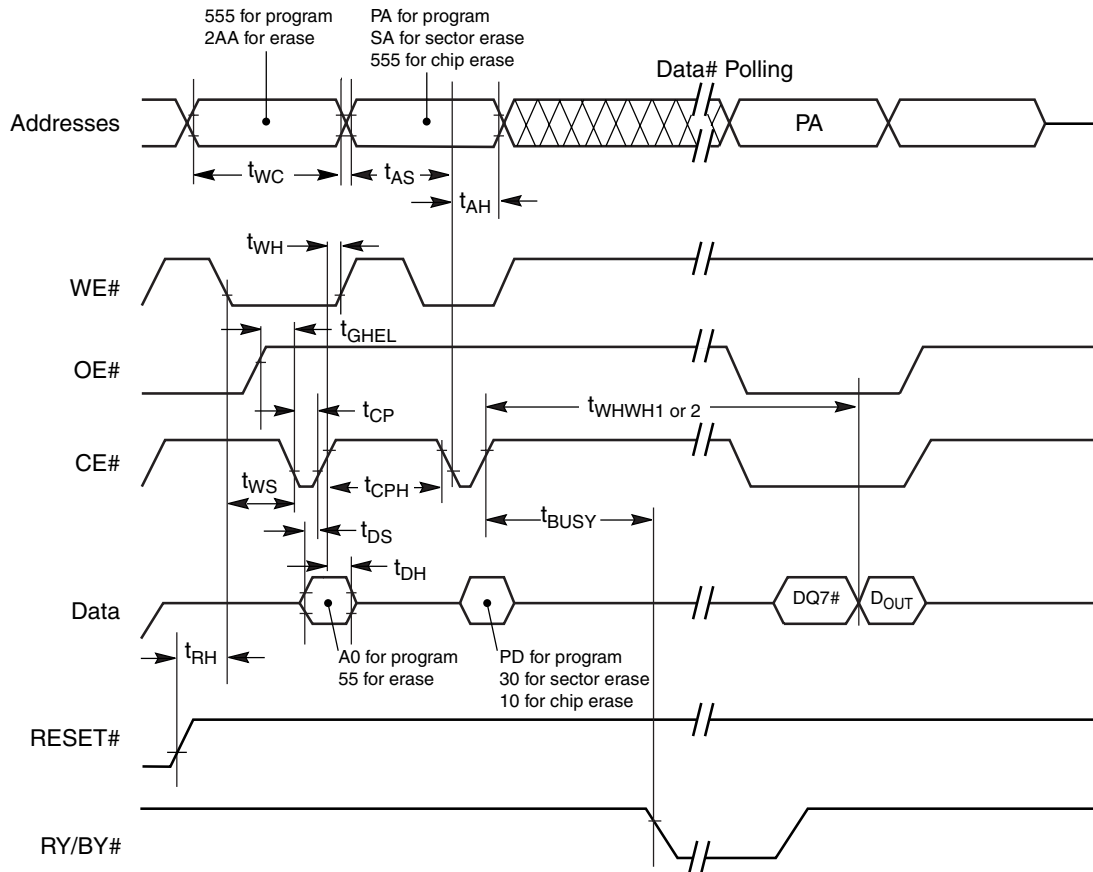 555 for program
2AA for erase
PA for program
SA for sector erase
555 for chip erase
Data# Polling
Addresses
PA
tWC
tAS
tAH
tWH
WE#
tGHEL
OE#
tCP
tWHWH1 or 2
CE#
tWS
tCPH
tBUSY
tDS
tDH
Data
DQ7#
DOUT
tRH
A0 for program
55 for erase
PD for program
30 for sector erase
10 for chip erase
RESET#
RY/BY#